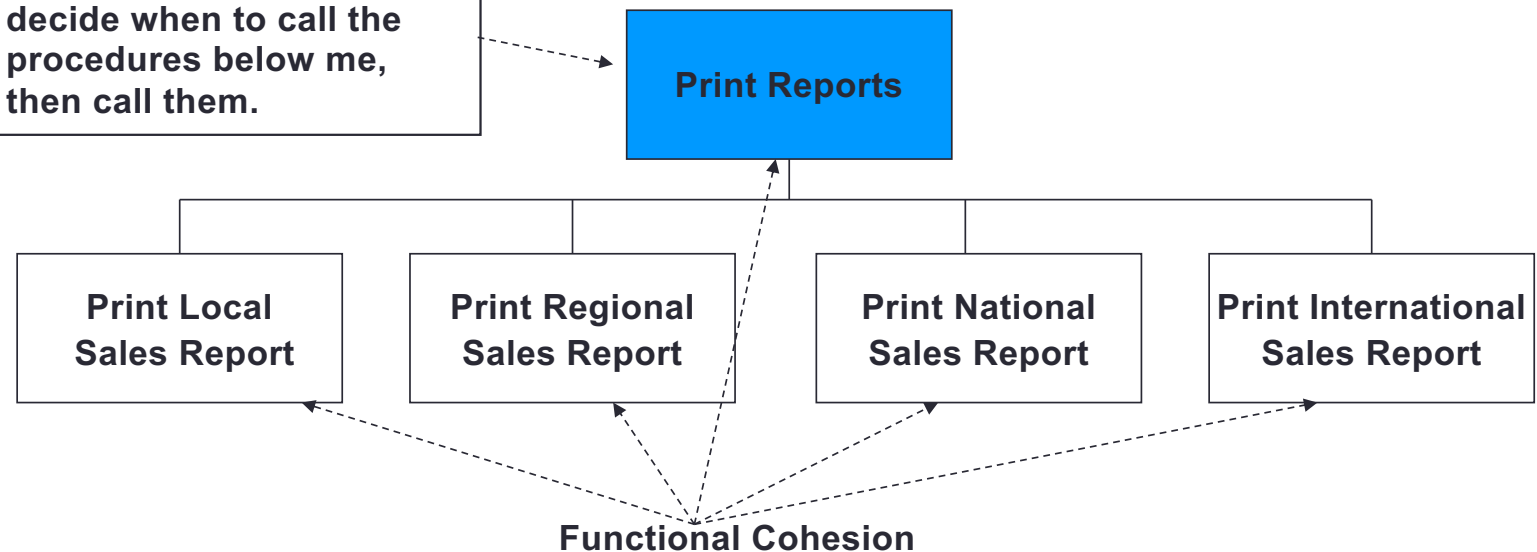 decide when to call the
procedures below me,
then call them.
Print Reports
Print Local
Sales Report
Print Regional
Sales Report
Print National
Sales Report
Print International
Sales Report
Functional Cohesion